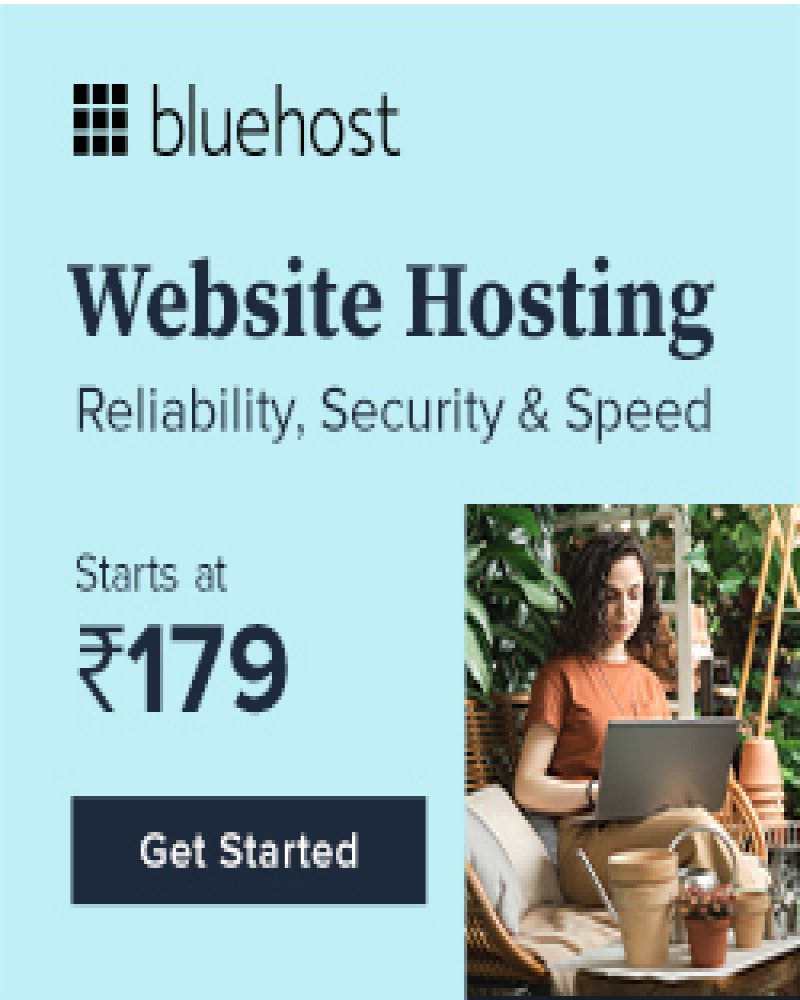 bluehost
Website Hosting
Reliability, Security & Speed
Starts at
₹179
Get Started